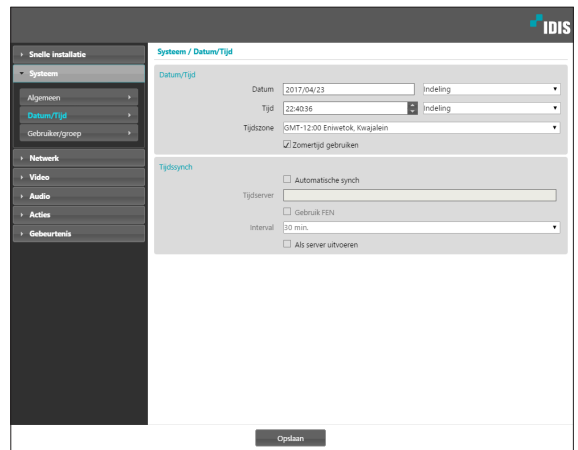 IDIS
Snelle installatie
Systeem
Algemeen
Datum/Tijd
Gebruiker/groep
Netwerk
Video
Audio
Acties
Gebeurtenis
Systeem / Datum/Tijd
Datum/Tijd
Datum 2017/04/23 Indeling
Tijd 22:40:36 Indeling
Tijdszone GMT-12:00 Eniwetok, Kwajalein
Zomertijd gebruiken
Tijdssynch
Automatische synch
Tijdserver
Gebruik FEN
Interval 30 min.
Als server uitvoeren
Opslaan